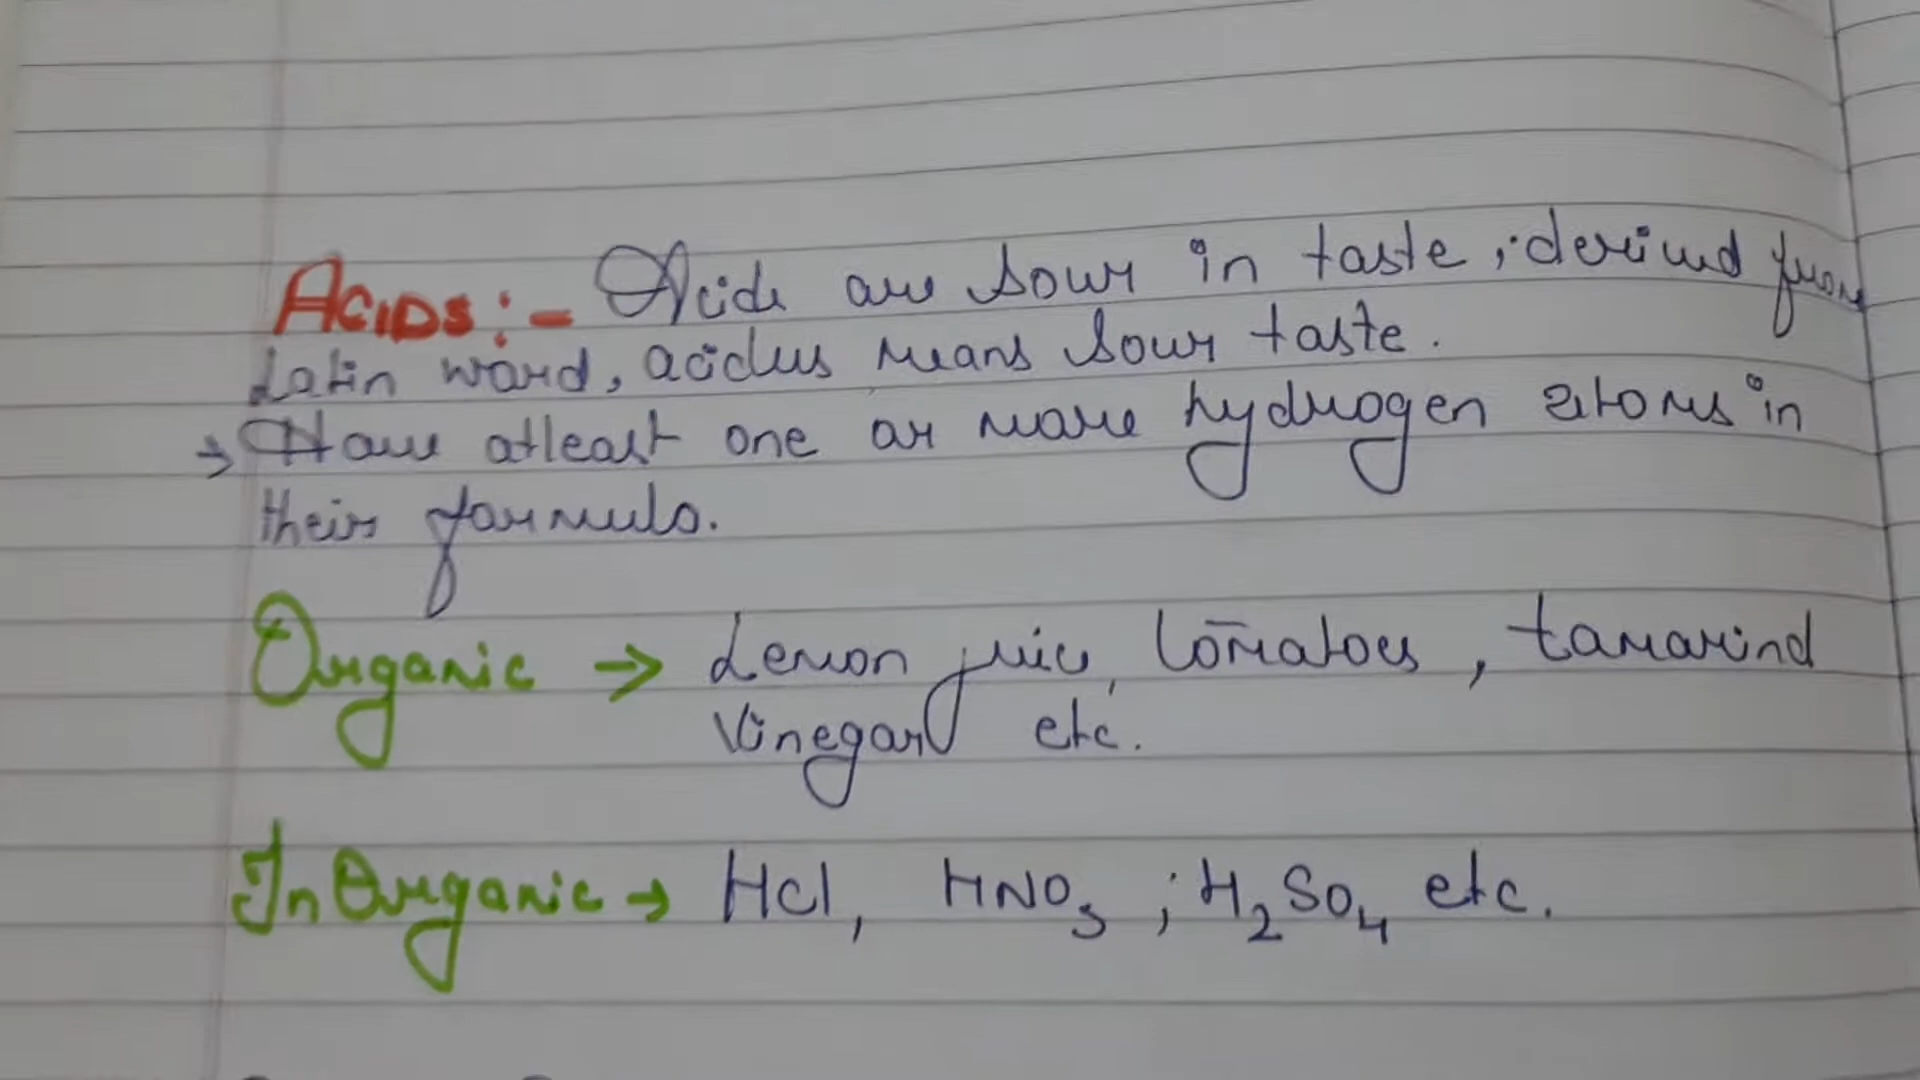 ACIDS:- Acids are sour in taste, derived from
Latin word, acidus means sour taste.
→ Have atleast one or more hydrogen atoms in
their formula.
Organic → Lemon juice, tomatoes, tamarind
Vinegar etc.
InOrganic → HCl, HNO₃, H₂SO₄ etc.